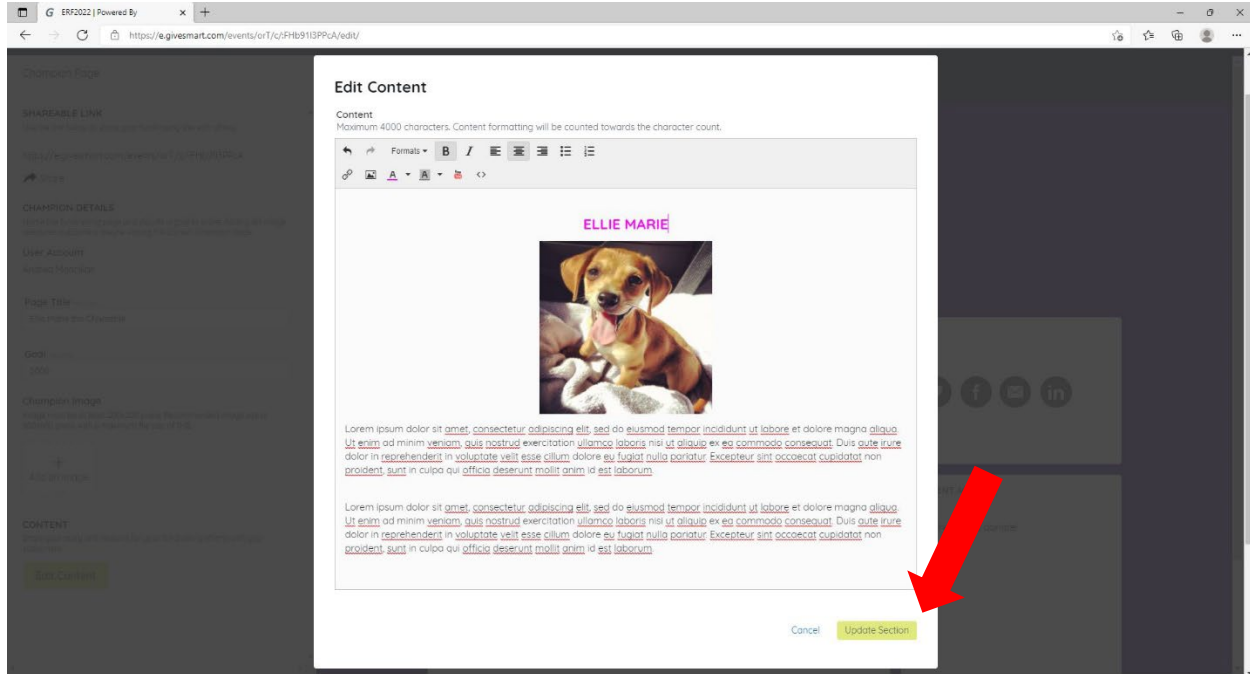 ERF2022 | Powered By
https://e.givesmart.com/events/orT/c/:FHb91I3PPcA/edit/
Champion Page
SHAREABLE LINK
Share
CHAMPION DETAILS
User Account
Page Title
Goal
Champion Image
CONTENT
Edit Content
Edit Content
Content
Maximum 4000 characters. Content formatting will be counted towards the character count.
Formats B I
A A
ELLIE MARIE
Lorem ipsum dolor sit amet, consectetur adipiscing elit, sed do eiusmod tempor incididunt ut labore et dolore magna aliqua.
Ut enim ad minim veniam, quis nostrud exercitation ullamco laboris nisi ut aliquip ex ea commodo consequat. Duis aute irure
dolor in reprehenderit in voluptate velit esse cillum dolore eu fugiat nulla pariatur. Excepteur sint occaecat cupidatat non
proident, sunt in culpa qui officia deserunt mollit anim id est laborum.
Lorem ipsum dolor sit amet, consectetur adipiscing elit, sed do eiusmod tempor incididunt ut labore et dolore magna aliqua.
Ut enim ad minim veniam, quis nostrud exercitation ullamco laboris nisi ut aliquip ex ea commodo consequat. Duis aute irure
dolor in reprehenderit in voluptate velit esse cillum dolore eu fugiat nulla pariatur. Excepteur sint occaecat cupidatat non
proident, sunt in culpa qui officia deserunt mollit anim id est laborum.
Cancel Update Section